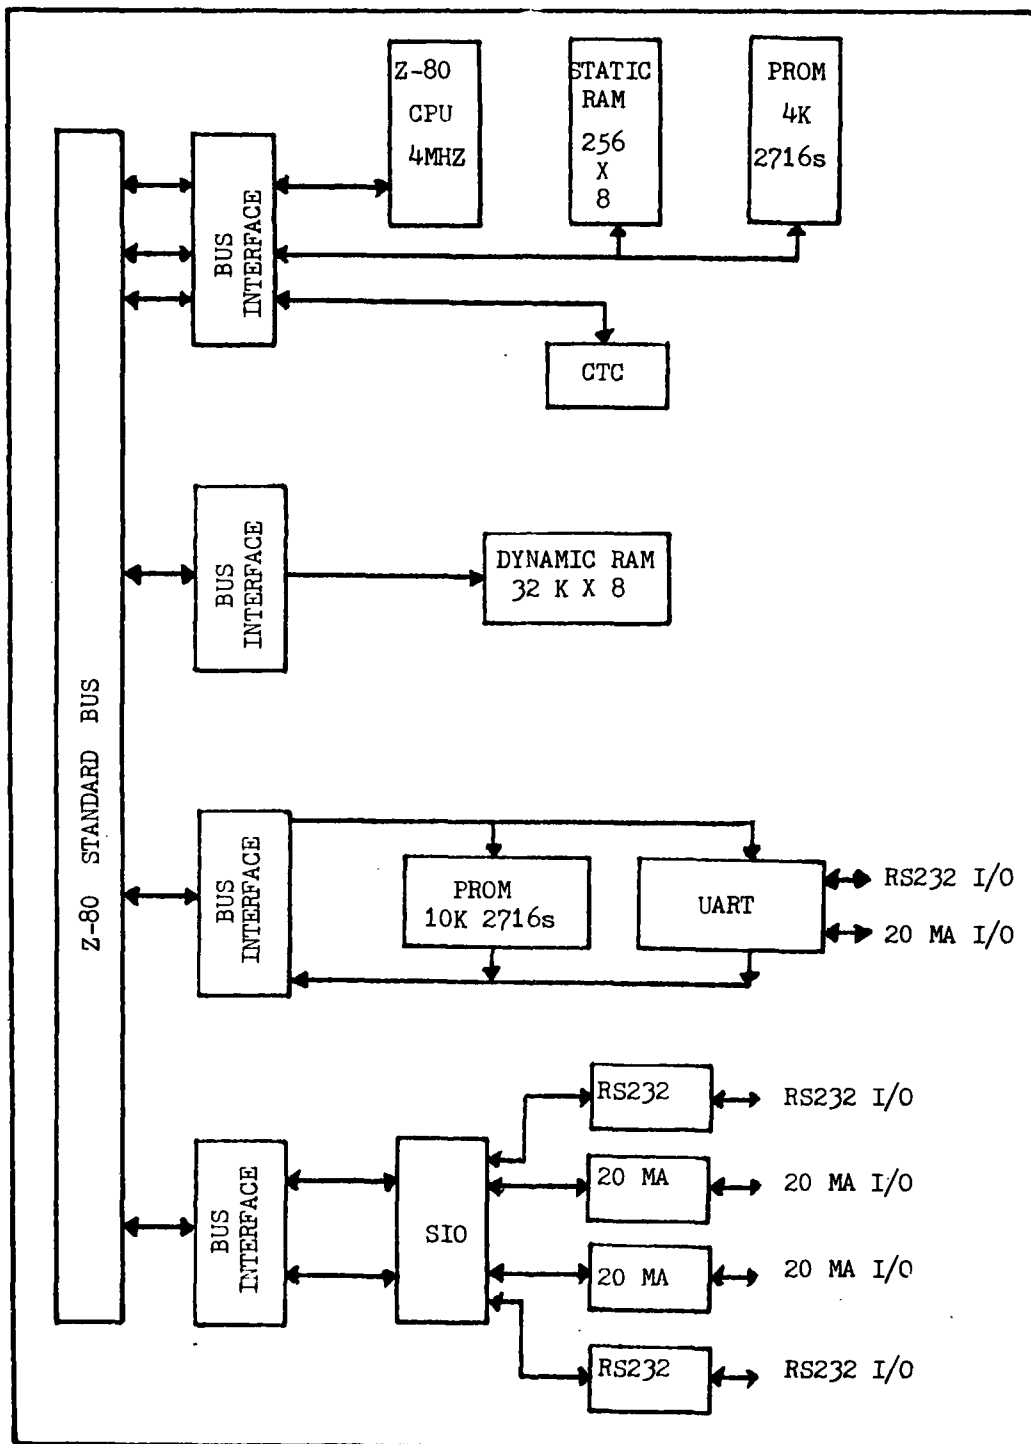 Z-80
CPU
4MHZ
STATIC
RAM
256
X
8
PROM
4K
2716s
BUS
INTERFACE
CTC
Z-80 STANDARD BUS
BUS
INTERFACE
DYNAMIC RAM
32 K X 8
BUS
INTERFACE
PROM
10K 2716s
UART
RS232 I/O
20 MA I/O
BUS
INTERFACE
SIO
RS232
RS232 I/O
20 MA
20 MA I/O
20 MA
20 MA I/O
RS232
RS232 I/O